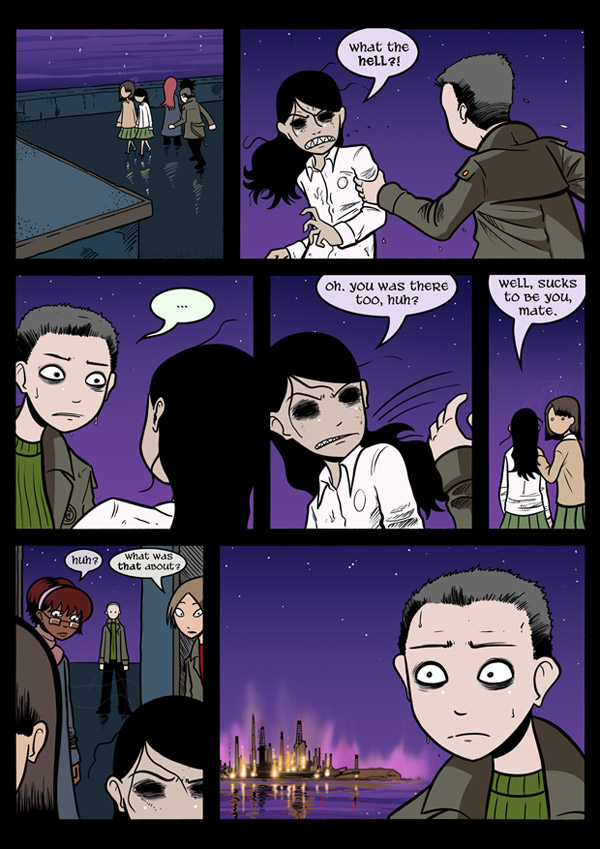 What the
hell?!
...
Oh. You was there
too, huh?
Well, sucks
to be you,
mate.
Huh?
What was
that about?